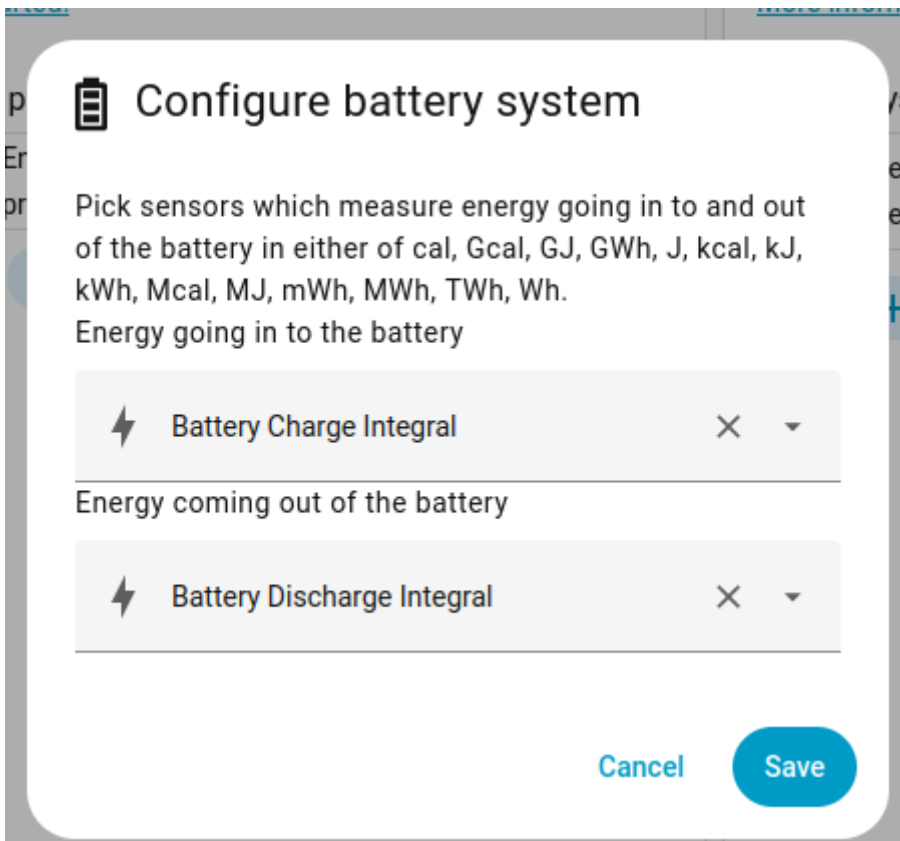 Configure battery system
Pick sensors which measure energy going in to and out
of the battery in either of cal, Gcal, GJ, GWh, J, kcal, kJ,
kWh, Mcal, MJ, mWh, MWh, TWh, Wh.
Energy going in to the battery
Battery Charge Integral
Energy coming out of the battery
Battery Discharge Integral
Cancel
Save